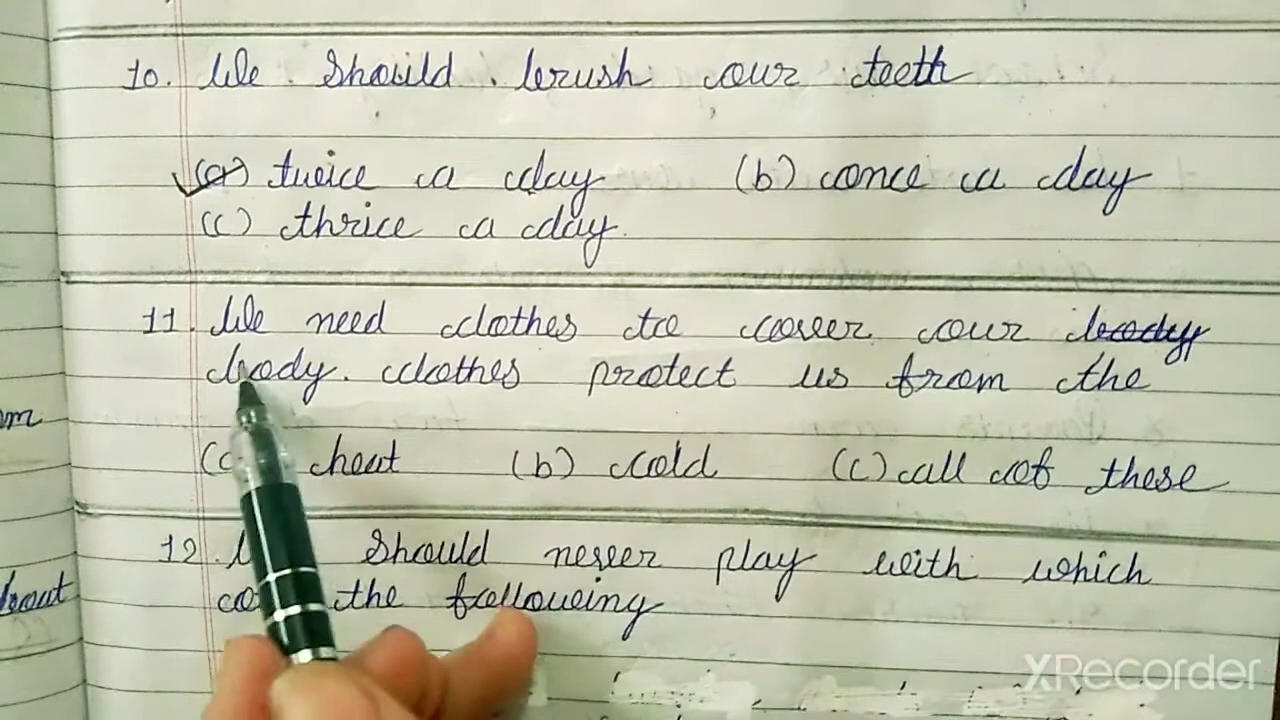 10. We should brush our teeth
(a) twice a day (b) once a day
(c) thrice a day.
11. We need clothes to cover our body
body. clothes protect us from the
heat (b) cold (c) all of these
12. should never play with which
the following
XRecorder